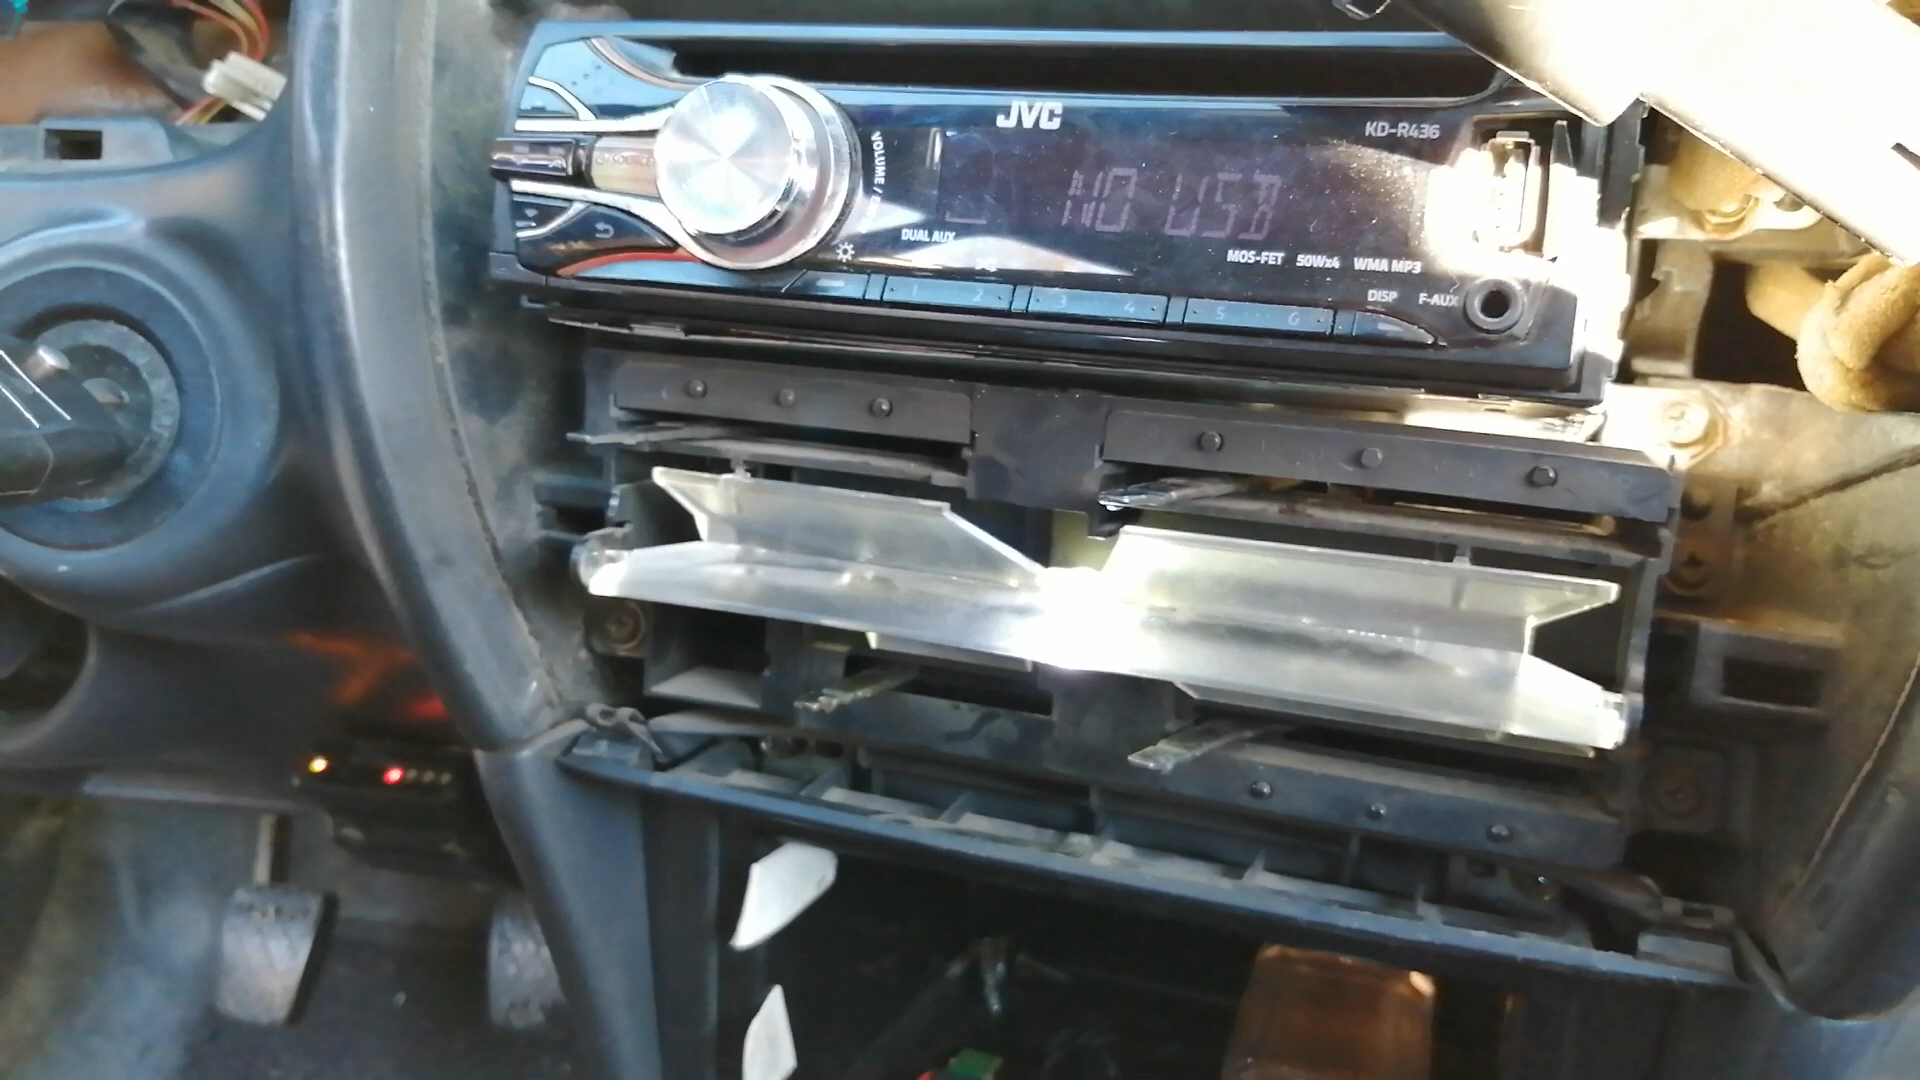 JVC
KD-R436
SOURCE
VOLUME /
NO USB
DUAL AUX
MOS-FET 50Wx4 WMA MP3
DISP F-AUX
1 2 3 4 5 6